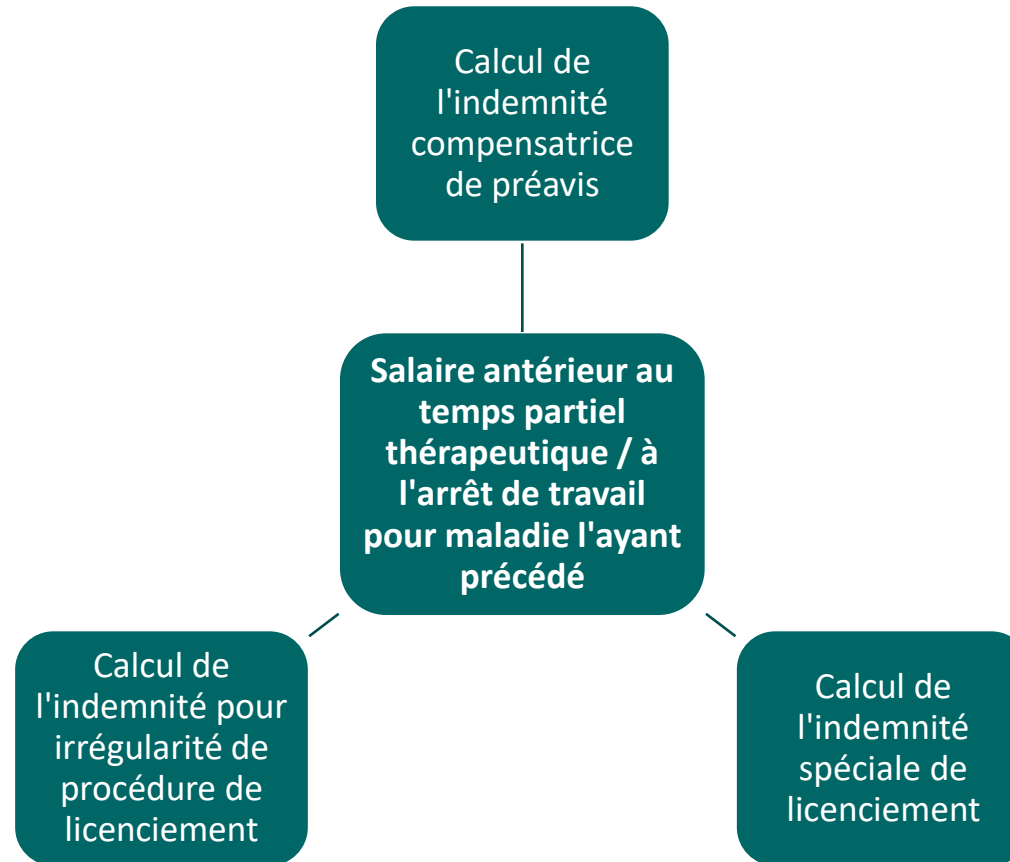 Calcul de
l'indemnité
compensatrice
de préavis
Salaire antérieur au
temps partiel
thérapeutique / à
l'arrêt de travail
pour maladie l'ayant
précédé
Calcul de
l'indemnité pour
irrégularité de
procédure de
licenciement
Calcul de
l'indemnité
spéciale de
licenciement